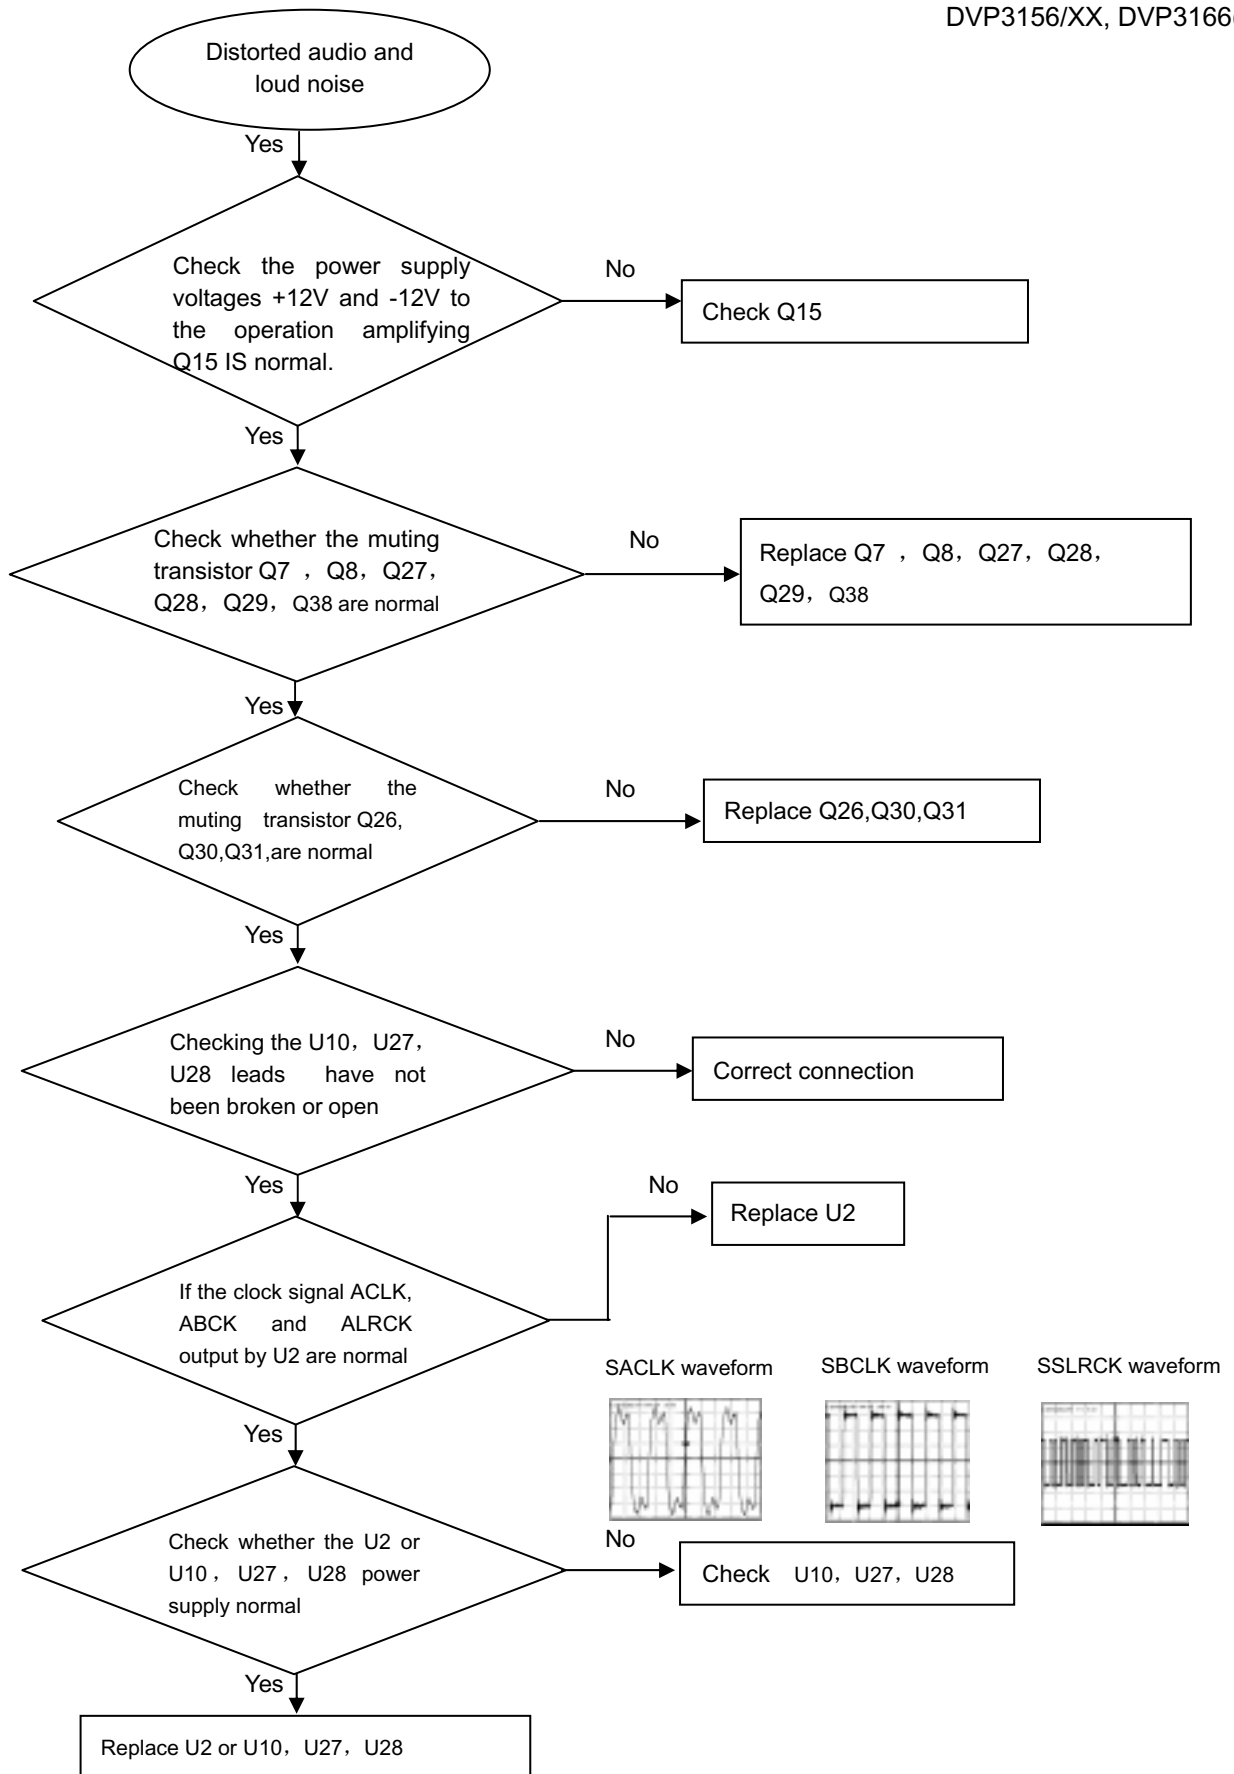 DVP3156/XX, DVP3166
Distorted audio and
loud noise
Yes
Check the power supply
voltages +12V and -12V to
the operation amplifying
Q15 IS normal.
No
Check Q15
Yes
Check whether the muting
transistor Q7 ，Q8，Q27，
Q28，Q29，Q38 are normal
No
Replace Q7 ，Q8，Q27，Q28，
Q29，Q38
Yes
Check whether the
muting transistor Q26,
Q30,Q31,are normal
No
Replace Q26,Q30,Q31
Yes
Checking the U10，U27，
U28 leads have not
been broken or open
No
Correct connection
Yes
No
Replace U2
If the clock signal ACLK,
ABCK and ALRCK
output by U2 are normal
SACLK waveform
SBCLK waveform
SSLRCK waveform
Yes
Check whether the U2 or
U10，U27，U28 power
supply normal
No
Check U10，U27，U28
Yes
Replace U2 or U10，U27，U28